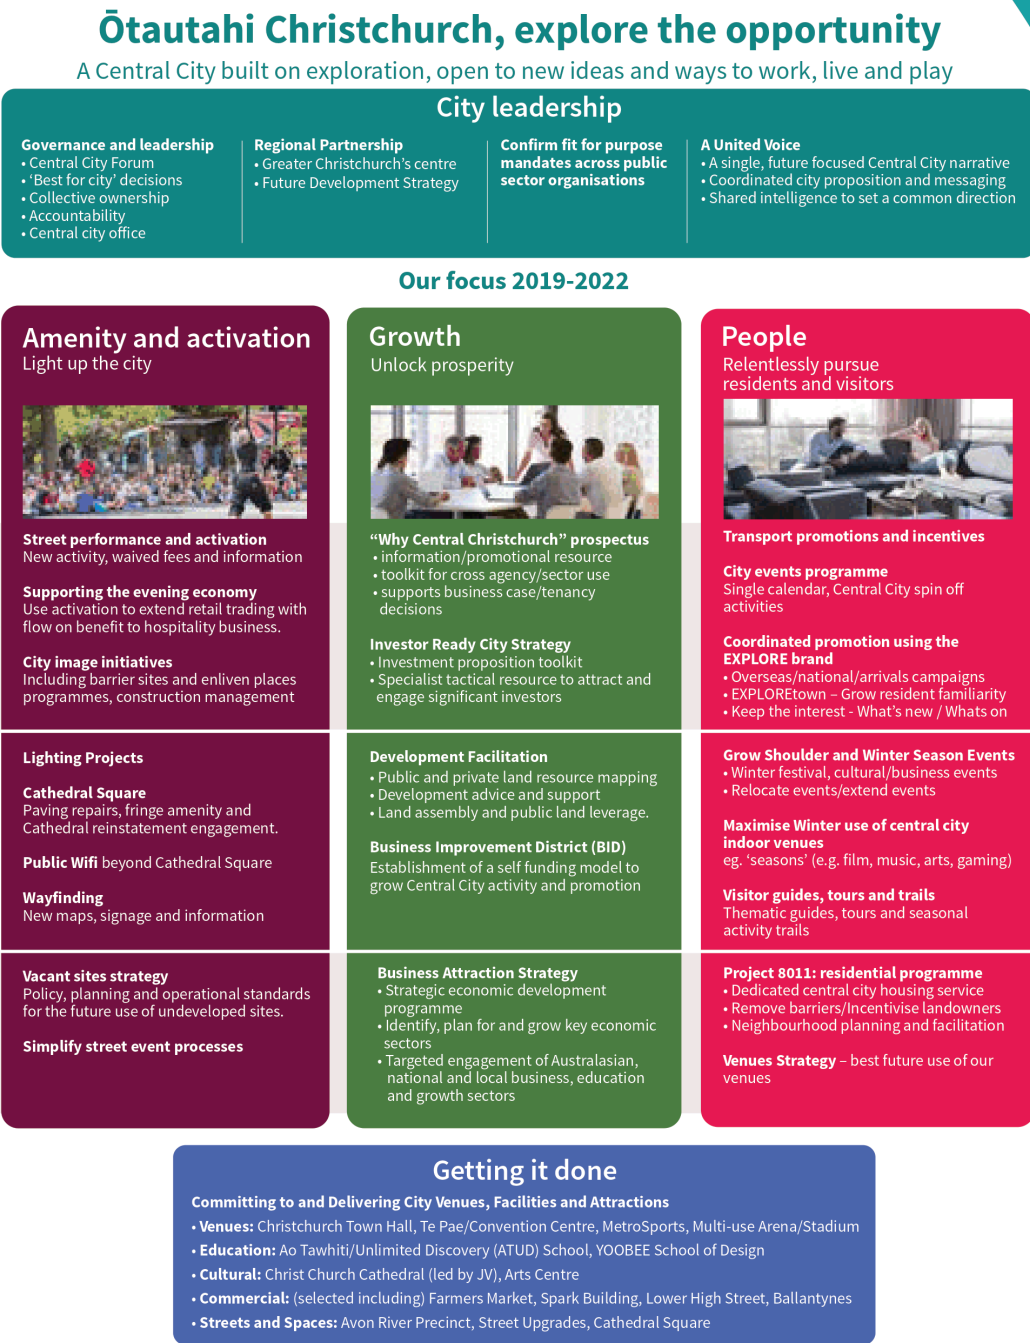 Ōtautahi Christchurch, explore the opportunity
A Central City built on exploration, open to new ideas and ways to work, live and play
City leadership
Governance and leadership
• Central City Forum
• ‘Best for city’ decisions
• Collective ownership
• Accountability
• Central city office
Regional Partnership
• Greater Christchurch’s centre
• Future Development Strategy
Confirm fit for purpose
mandates across public
sector organisations
A United Voice
• A single, future focused Central City narrative
• Coordinated city proposition and messaging
• Shared intelligence to set a common direction
Our focus 2019-2022
Amenity and activation
Light up the city
Street performance and activation
New activity, waived fees and information
Supporting the evening economy
Use activation to extend retail trading with
flow on benefit to hospitality business.
City image initiatives
Including barrier sites and enliven places
programmes, construction management
Lighting Projects
Cathedral Square
Paving repairs, fringe amenity and
Cathedral reinstatement engagement.
Public Wifi beyond Cathedral Square
Wayfinding
New maps, signage and information
Vacant sites strategy
Policy, planning and operational standards
for the future use of undeveloped sites.
Simplify street event processes
Growth
Unlock prosperity
“Why Central Christchurch” prospectus
• information/promotional resource
• toolkit for cross agency/sector use
• supports business case/tenancy
decisions
Investor Ready City Strategy
• Investment proposition toolkit
• Specialist tactical resource to attract and
engage significant investors
Development Facilitation
• Public and private land resource mapping
• Development advice and support
• Land assembly and public land leverage.
Business Improvement District (BID)
Establishment of a self funding model to
grow Central City activity and promotion
Business Attraction Strategy
• Strategic economic development
programme
• Identify, plan for and grow key economic
sectors
• Targeted engagement of Australasian,
national and local business, education
and growth sectors
People
Relentlessly pursue
residents and visitors
Transport promotions and incentives
City events programme
Single calendar, Central City spin off
activities
Coordinated promotion using the
EXPLORE brand
• Overseas/national/arrivals campaigns
• EXPLOREtown – Grow resident familiarity
• Keep the interest - What’s new / Whats on
Grow Shoulder and Winter Season Events
• Winter festival, cultural/business events
• Relocate events/extend events
Maximise Winter use of central city
indoor venues
eg. ‘seasons’ (e.g. film, music, arts, gaming)
Visitor guides, tours and trails
Thematic guides, tours and seasonal
activity trails
Project 8011: residential programme
• Dedicated central city housing service
• Remove barriers/Incentivise landowners
• Neighbourhood planning and facilitation
Venues Strategy – best future use of our
venues
Getting it done
Committing to and Delivering City Venues, Facilities and Attractions
• Venues: Christchurch Town Hall, Te Pae/Convention Centre, MetroSports, Multi-use Arena/Stadium
• Education: Ao Tawhiti/Unlimited Discovery (ATUD) School, YOOBEE School of Design
• Cultural: Christ Church Cathedral (led by JV), Arts Centre
• Commercial: (selected including) Farmers Market, Spark Building, Lower High Street, Ballantynes
• Streets and Spaces: Avon River Precinct, Street Upgrades, Cathedral Square